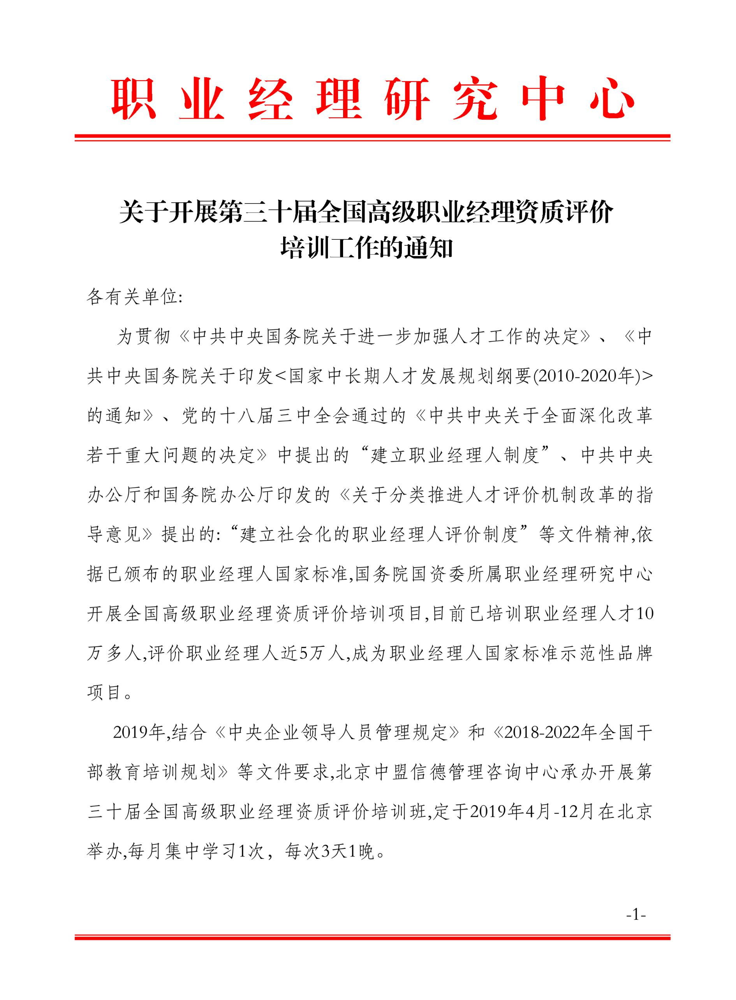 职业经理研究中心
关于开展第三十届全国高级职业经理资质评价
培训工作的通知
各有关单位:
为贯彻《中共中央国务院关于进一步加强人才工作的决定》、《中
共中央国务院关于印发<国家中长期人才发展规划纲要(2010-2020年)>
的通知》、党的十八届三中全会通过的《中共中央关于全面深化改革
若干重大问题的决定》中提出的“建立职业经理人制度”、中共中央
办公厅和国务院办公厅印发的《关于分类推进人才评价机制改革的指
导意见》提出的:“建立社会化的职业经理人评价制度”等文件精神,依
据已颁布的职业经理人国家标准,国务院国资委所属职业经理研究中心
开展全国高级职业经理资质评价培训项目,目前已培训职业经理人才10
万多人,评价职业经理人近5万人,成为职业经理人国家标准示范性品牌
项目。
2019年,结合《中央企业领导人员管理规定》和《2018-2022年全国干
部教育培训规划》等文件要求,北京中盟信德管理咨询中心承办开展第
三十届全国高级职业经理资质评价培训班,定于2019年4月-12月在北京
举办,每月集中学习1次，每次3天1晚。
-1-